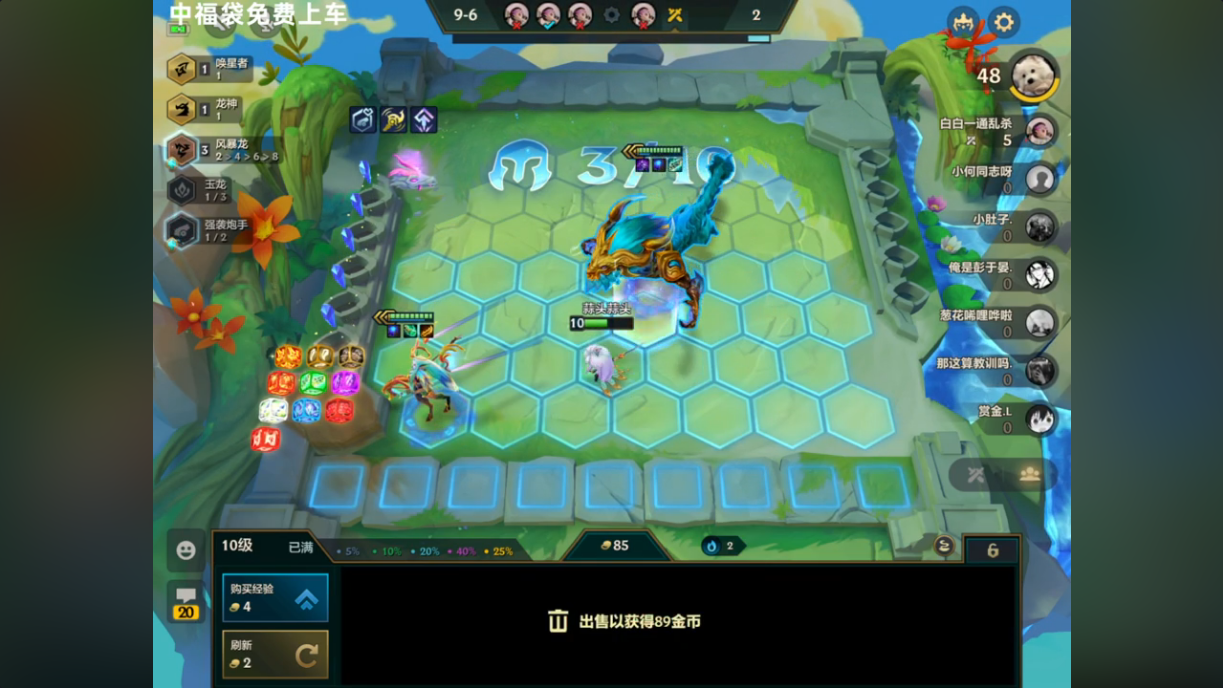 中福袋免费上车
9-6
2
1 唤星者
1
1 龙神
1
3 风暴龙
2 > 4 > 6 > 8
玉龙
1 / 3
强袭炮手
1 / 2
3/10
蒜头蒜头
10
48
白白一通乱杀
5
小何同志呀
0
小肚子.
0
俺是彭于晏.
0
葱花唏哩哗啦
0
那这算教训吗.
0
赏金.L
0
10级
已满
5%
10%
20%
40%
25%
85
2
6
20
购买经验
4
刷新
2
出售以获得89金币